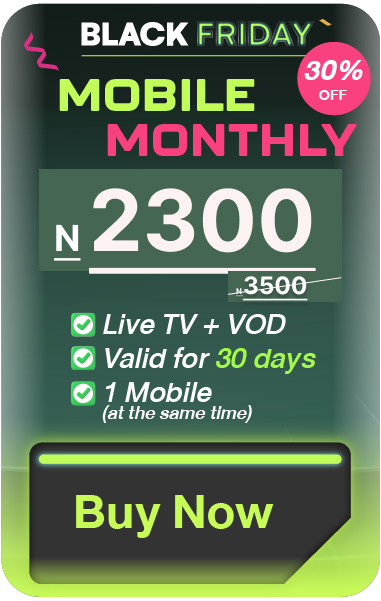 BLACK FRIDAY
30%
OFF
MOBILE
MONTHLY
N 2300
N 3500
Live TV + VOD
Valid for 30 days
1 Mobile
(at the same time)
Buy Now